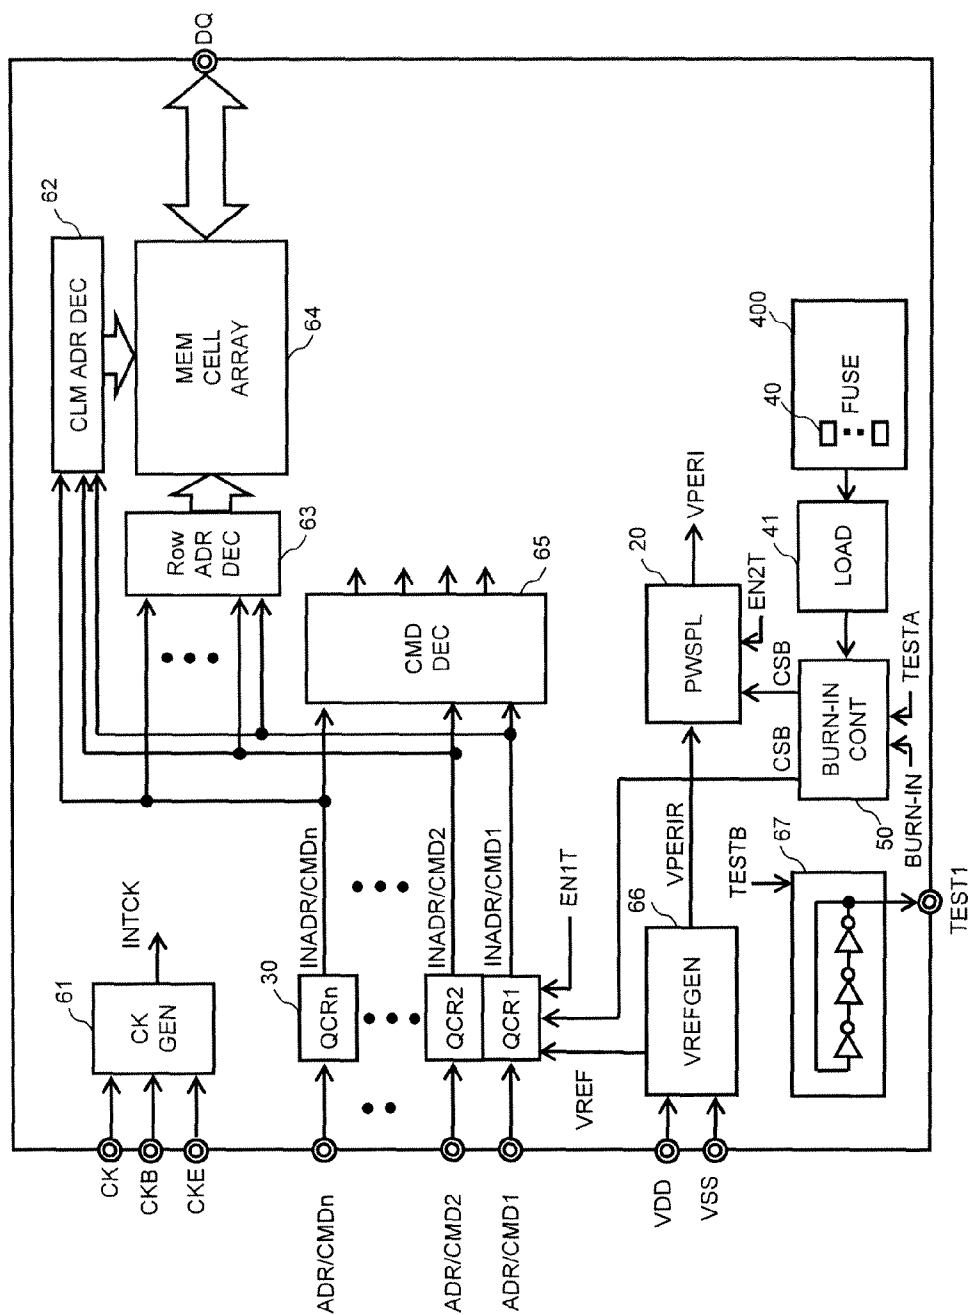 CK
CKB
CKE
61
CK
GEN
INTCK
62
CLM ADR DEC
MEM
CELL
ARRAY
64
DQ
Row
ADR
DEC
63
ADR/CMDn
ADR/CMD2
ADR/CMD1
30
QCRn
QCR2
QCR1
INADR/CMDn
INADR/CMD2
INADR/CMD1
EN1T
VREF
CMD
DEC
65
VDD
VSS
VREFGEN
66
VPERIR
PWSPL
20
VPERI
EN2T
CSB
CSB
BURN-IN
CONT
50
BURN-IN
TESTA
LOAD
41
FUSE
40
400
TESTB
67
TEST1